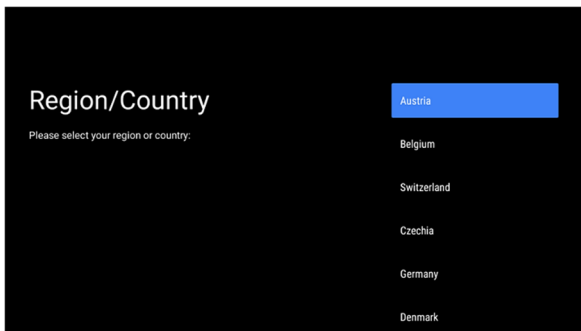 Region/Country
Please select your region or country:
Austria
Belgium
Switzerland
Czechia
Germany
Denmark